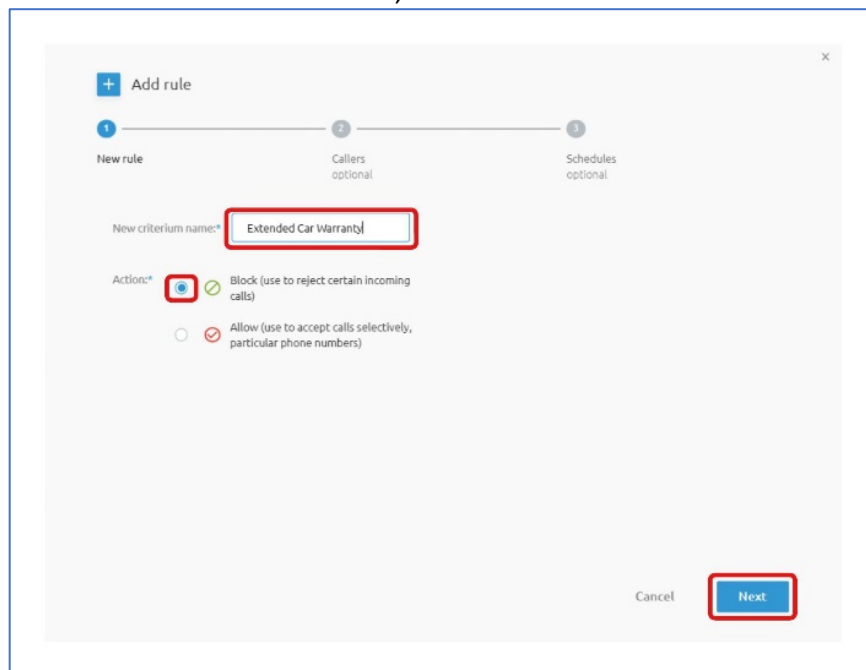 Add rule
1
2
3
New rule
Callers
optional
Schedules
optional
New criterium name:*
Extended Car Warranty
Action:*
Block (use to reject certain incoming
calls)
Allow (use to accept calls selectively,
particular phone numbers)
Cancel
Next